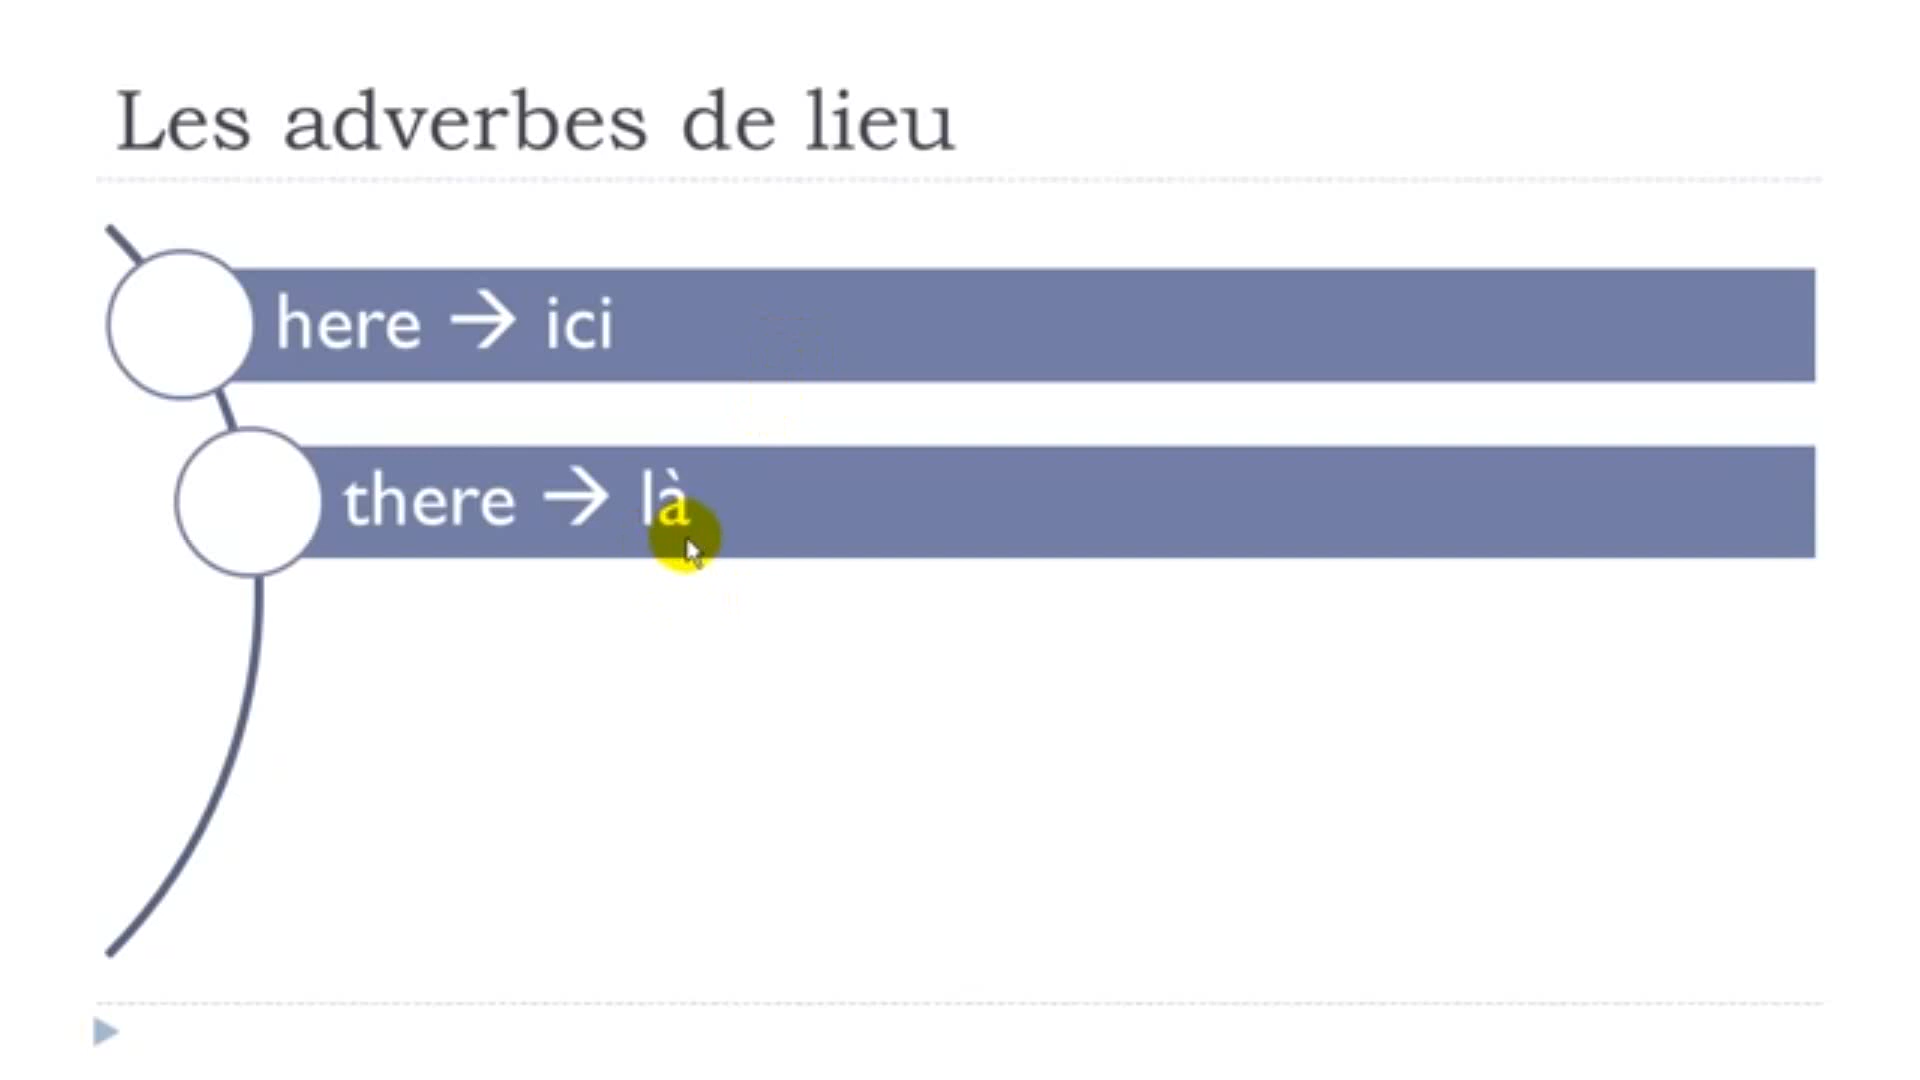 Les adverbes de lieu
here → ici
there → là